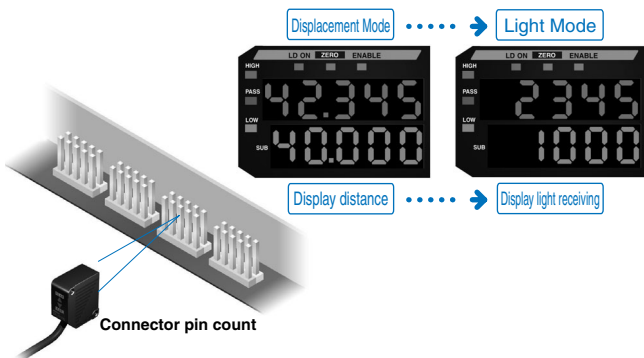 Displacement Mode
Light Mode
LD ON ZERO ENABLE
HIGH
PASS
42.345
LOW
SUB
40.000
LD ON ZERO ENABLE
HIGH
PASS
2345
LOW
SUB
1000
Display distance
Display light receiving
Connector pin count